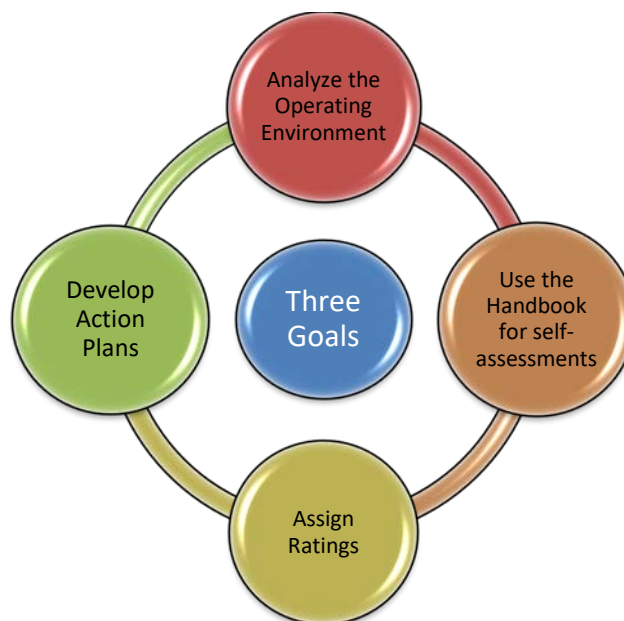 Analyze the
Operating
Environment
Use the
Handbook
for self-
assessments
Three
Goals
Develop
Action
Plans
Assign
Ratings